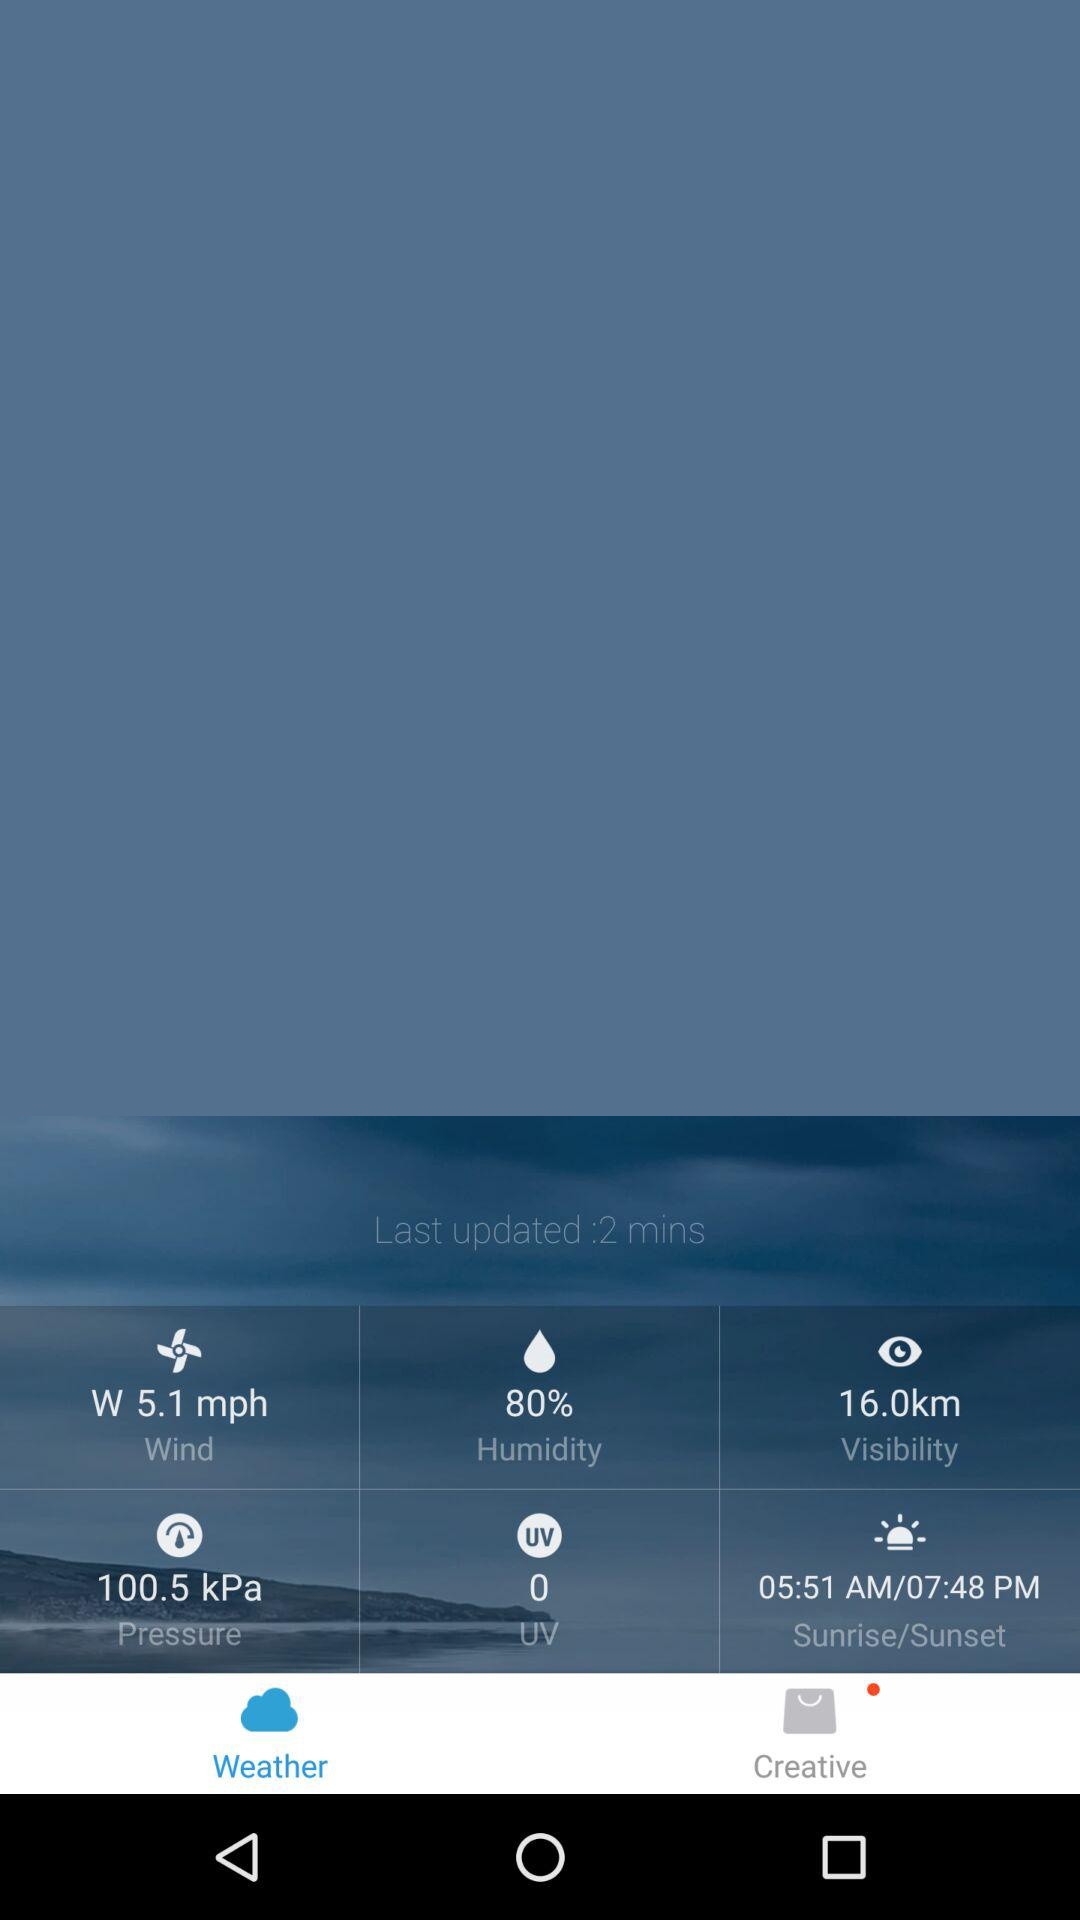 Last updated :2 mins
W 5.1 mph
Wind
80%
Humidity
16.0km
Visibility
100.5 kPa
Pressure
UV
0
UV
05:51 AM/07:48 PM
Sunrise/Sunset
Weather
Creative